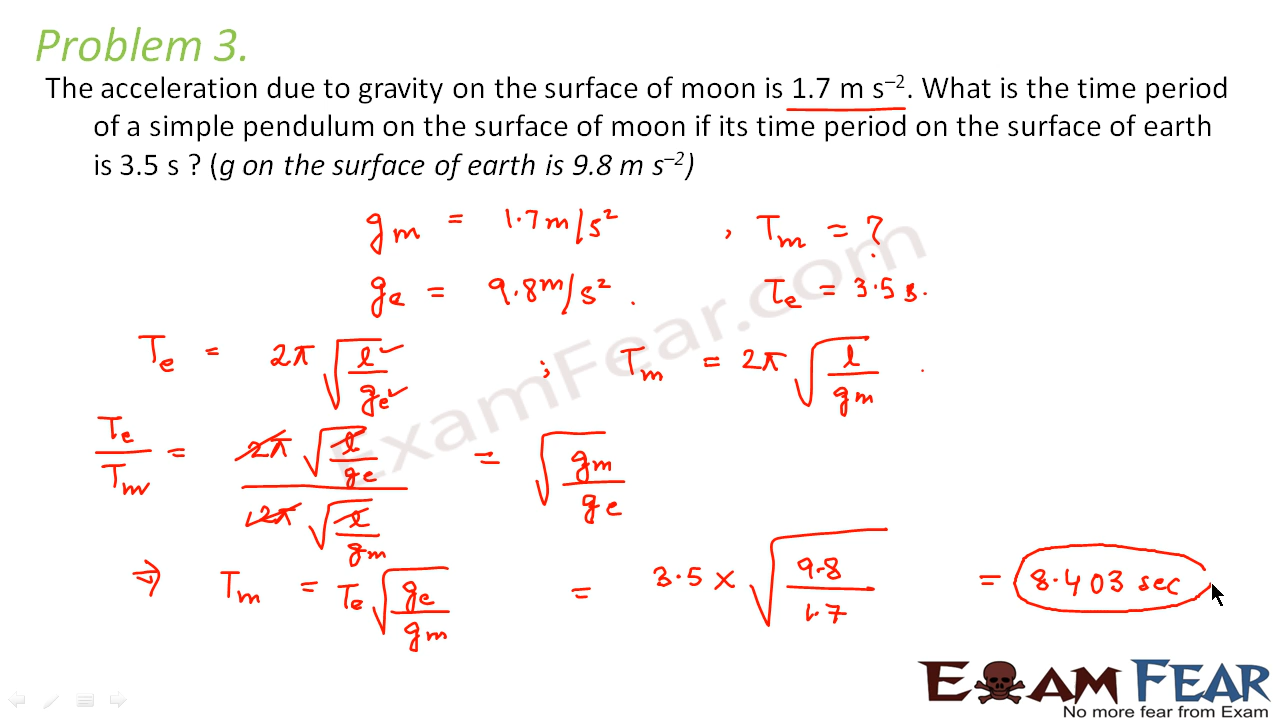 Problem 3.
The acceleration due to gravity on the surface of moon is 1.7 m s⁻². What is the time period
of a simple pendulum on the surface of moon if its time period on the surface of earth
is 3.5 s ? (g on the surface of earth is 9.8 m s⁻²)
gm = 1.7 m/s² , Tm = ?
ge = 9.8 m/s² . Te = 3.5 s.
Te = 2π √(l/ge) ; Tm = 2π √(l/gm)
Te/Tm = 2π √(l/ge) / 2π √(l/gm) = √(gm/ge)
⇒ Tm = Te √(ge/gm) = 3.5 × √(9.8/1.7) = 8.403 sec
ExamFear.com
EXAM FEAR
No more fear from Exam